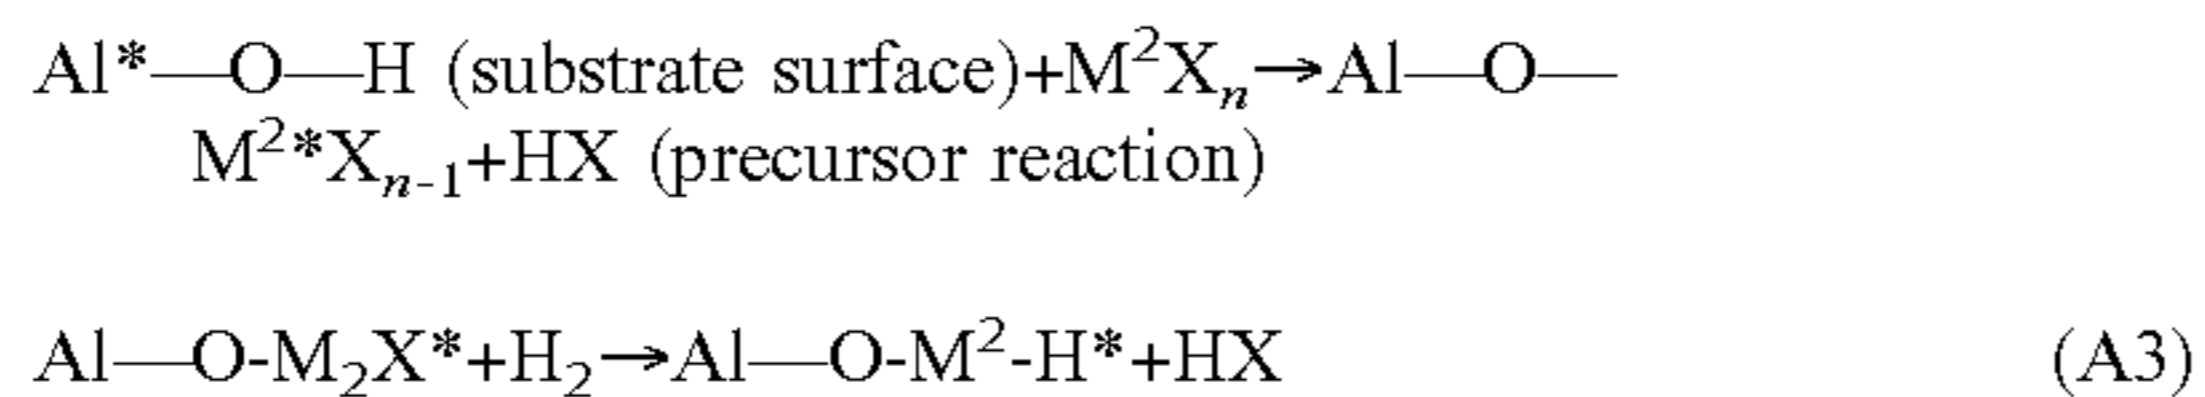 Al*—O—H (substrate surface)+M²Xₙ→Al—O—
M²*Xₙ₋₁+HX (precursor reaction)
Al—O-M₂X*+H₂→Al—O-M²-H*+HX (A3)